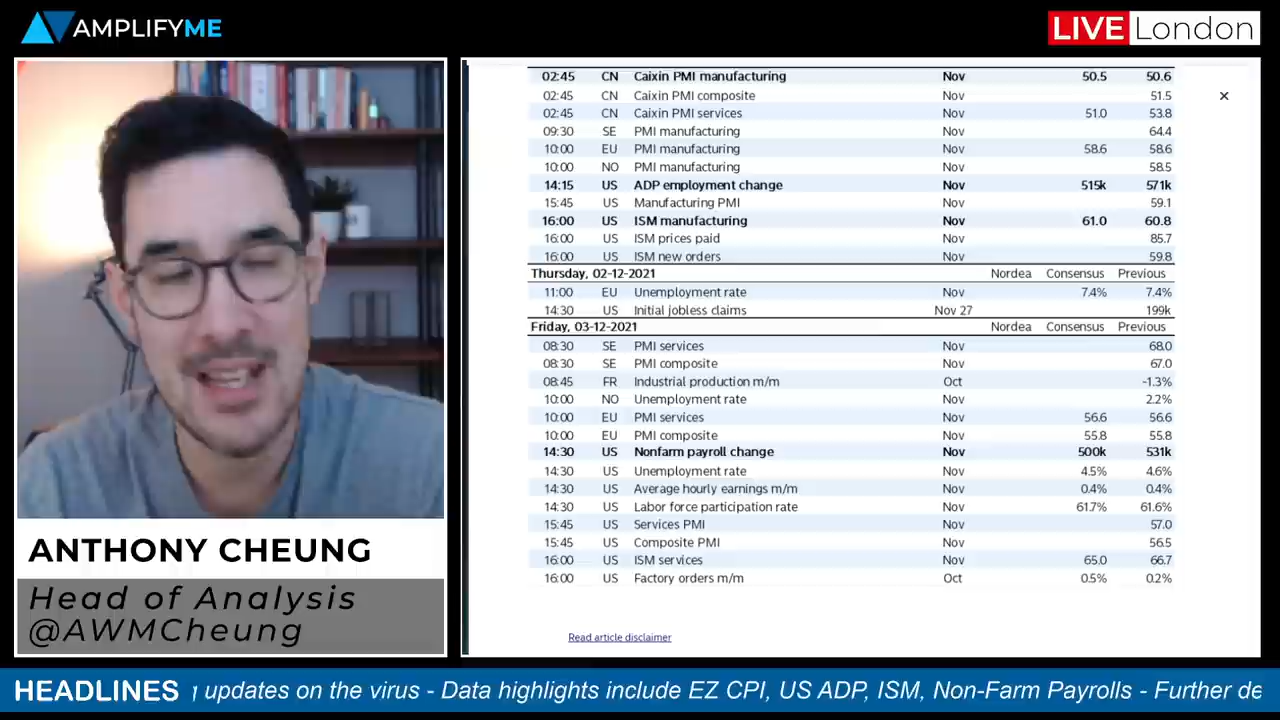 AMPLIFYME
LIVE London
02:45 CN Caixin PMI manufacturing Nov 50.5 50.6
02:45 CN Caixin PMI composite Nov 51.5
02:45 CN Caixin PMI services Nov 51.0 53.8
09:30 SE PMI manufacturing Nov 64.4
10:00 EU PMI manufacturing Nov 58.6 58.6
10:00 NO PMI manufacturing Nov 58.5
14:15 US ADP employment change Nov 515k 571k
15:45 US Manufacturing PMI Nov 59.1
16:00 US ISM manufacturing Nov 61.0 60.8
16:00 US ISM prices paid Nov 85.7
16:00 US ISM new orders Nov 59.8
Thursday, 02-12-2021 Nordea Consensus Previous
11:00 EU Unemployment rate Nov 7.4% 7.4%
14:30 US Initial jobless claims Nov 27 199k
Friday, 03-12-2021 Nordea Consensus Previous
08:30 SE PMI services Nov 68.0
08:30 SE PMI composite Nov 67.0
08:45 FR Industrial production m/m Oct -1.3%
10:00 NO Unemployment rate Nov 2.2%
10:00 EU PMI services Nov 56.6 56.6
10:00 EU PMI composite Nov 55.8 55.8
14:30 US Nonfarm payroll change Nov 500k 531k
14:30 US Unemployment rate Nov 4.5% 4.6%
14:30 US Average hourly earnings m/m Nov 0.4% 0.4%
14:30 US Labor force participation rate Nov 61.7% 61.6%
15:45 US Services PMI Nov 57.0
15:45 US Composite PMI Nov 56.5
16:00 US ISM services Nov 65.0 66.7
16:00 US Factory orders m/m Oct 0.5% 0.2%
Read article disclaimer
ANTHONY CHEUNG
Head of Analysis
@AWMCheung
HEADLINES updates on the virus - Data highlights include EZ CPI, US ADP, ISM, Non-Farm Payrolls - Further de